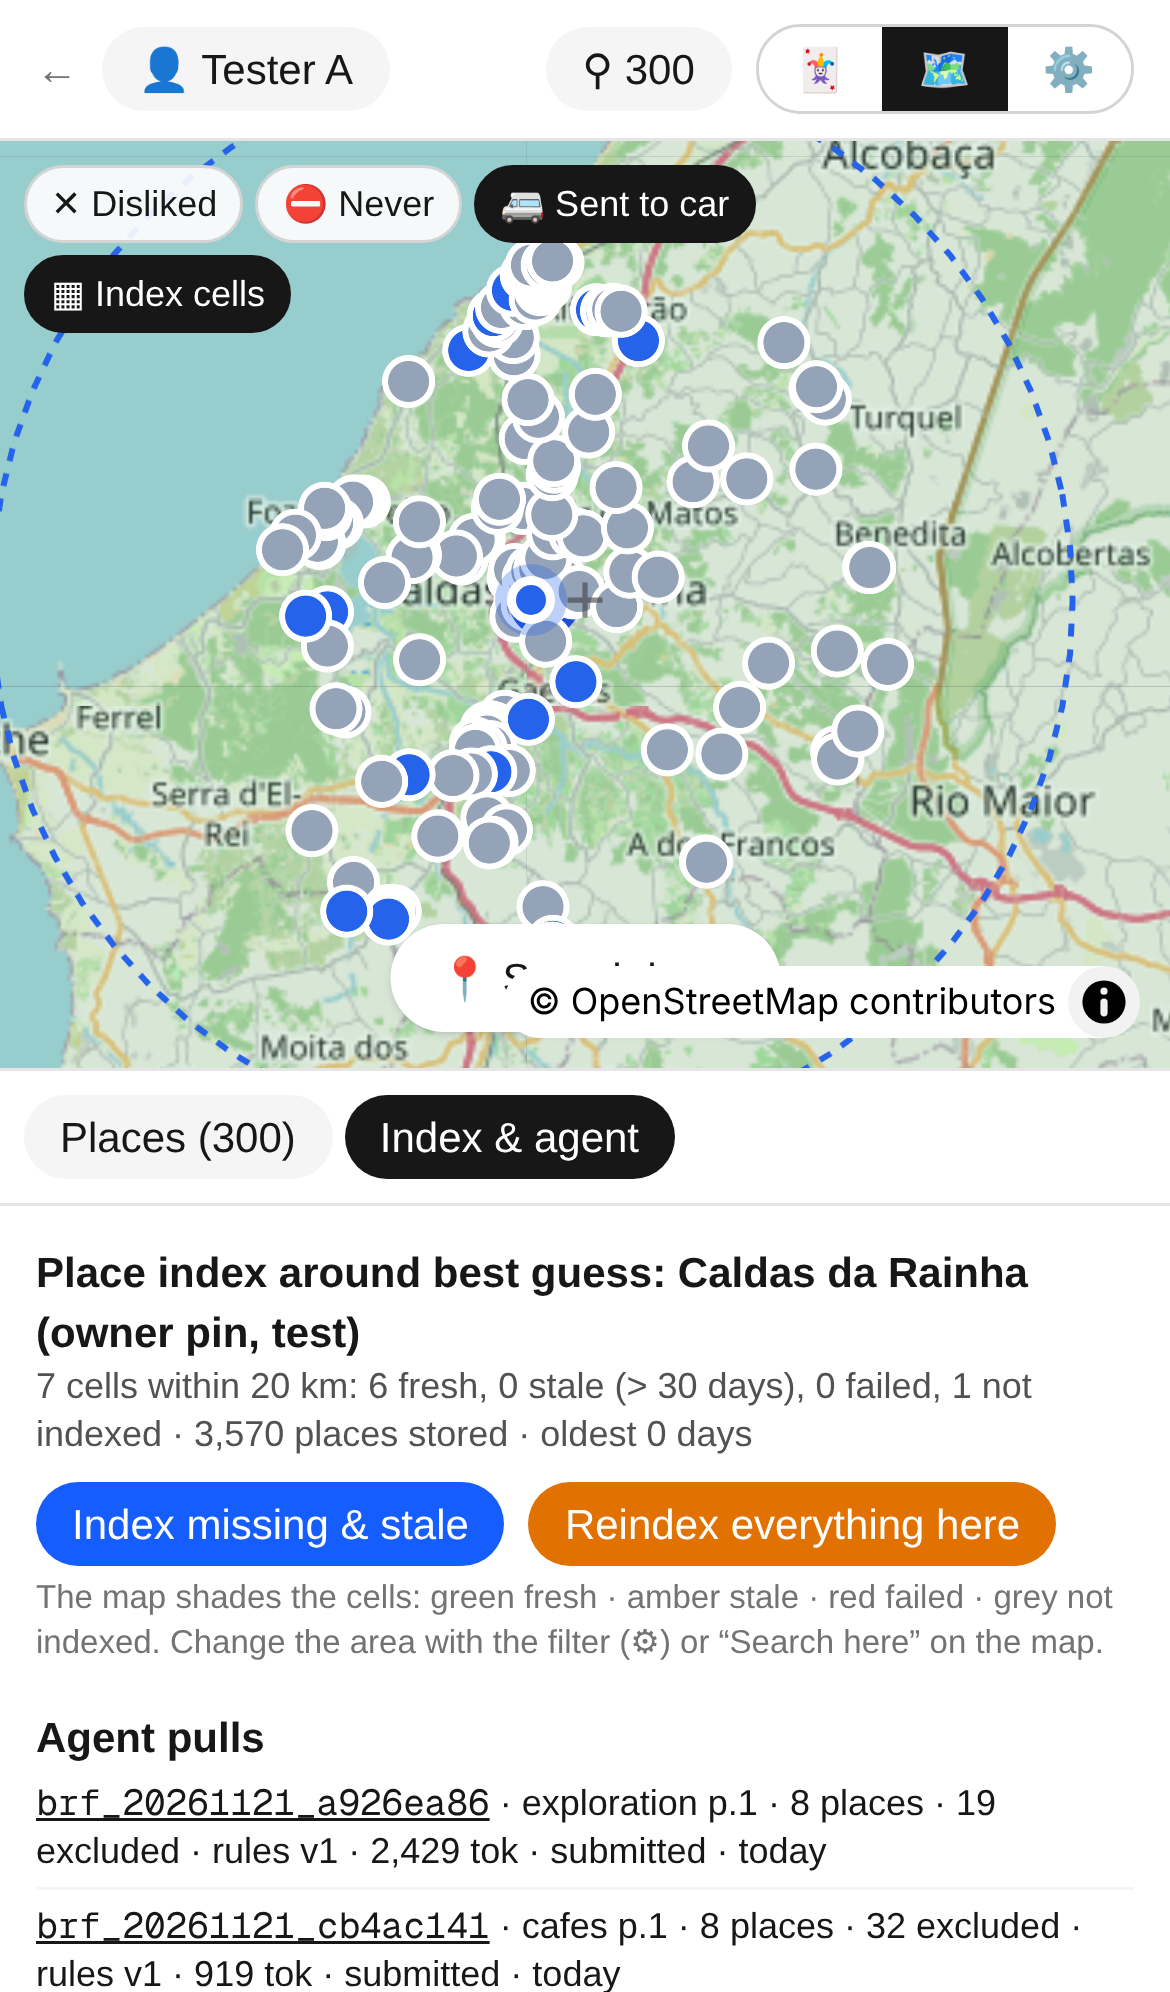 ← Tester A 300
✕ Disliked Never Sent to car
Index cells
Alcobaça
Turquel
Matos
Benedita
Alcobertas
Ferrel
Serra d'El-
Rei
Rio Maior
Moita dos
© OpenStreetMap contributors
Places (300) Index & agent
Place index around best guess: Caldas da Rainha
(owner pin, test)
7 cells within 20 km: 6 fresh, 0 stale (> 30 days), 0 failed, 1 not
indexed · 3,570 places stored · oldest 0 days
Index missing & stale Reindex everything here
The map shades the cells: green fresh · amber stale · red failed · grey not
indexed. Change the area with the filter (⚙) or “Search here” on the map.
Agent pulls
brf_20261121_a926ea86 · exploration p.1 · 8 places · 19
excluded · rules v1 · 2,429 tok · submitted · today
brf_20261121_cb4ac141 · cafes p.1 · 8 places · 32 excluded ·
rules v1 · 919 tok · submitted · today